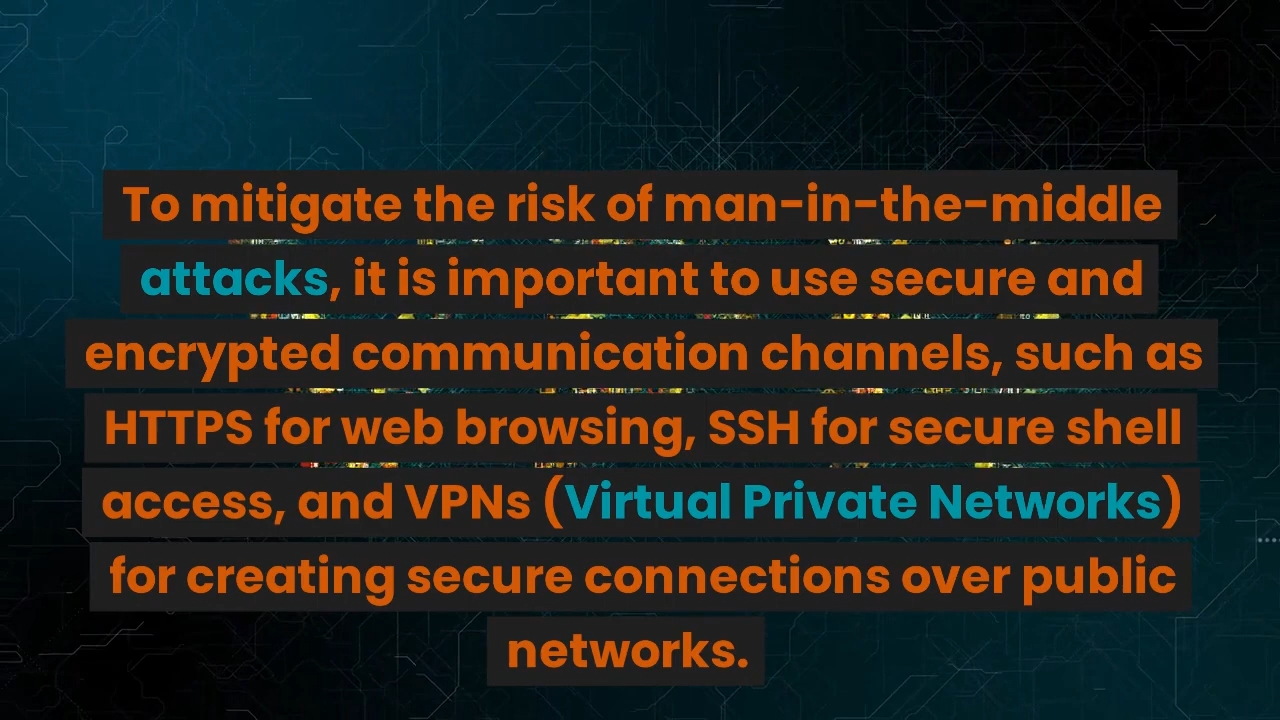 To mitigate the risk of man-in-the-middle
attacks, it is important to use secure and
encrypted communication channels, such as
HTTPS for web browsing, SSH for secure shell
access, and VPNs (Virtual Private Networks)
for creating secure connections over public
networks.